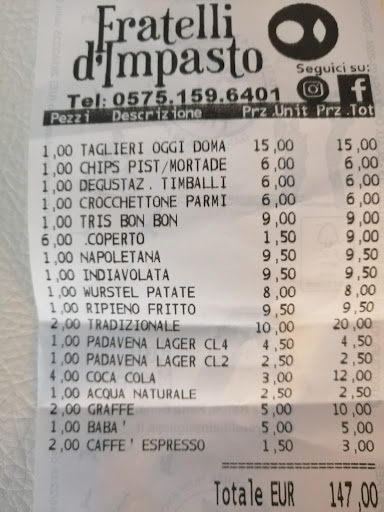 Fratelli
d'Impasto
Seguici su:
Tel: 0575.159.6401
Pezzi Descrizione Prz.Unit Prz.Tot
1,00 TAGLIERI OGGI DOMA 15,00 15,00
1,00 CHIPS PIST/MORTADE 6,00 6,00
1,00 DEGUSTAZ. TIMBALLI 6,00 6,00
1,00 CROCCHETTONE PARMI 6,00 6,00
1,00 TRIS BON BON 9,00 9,00
6,00 .COPERTO 1,50 9,00
1,00 NAPOLETANA 9,50 9,50
1,00 INDIAVOLATA 9,50 9,50
1,00 WURSTEL PATATE 8,00 8,00
1,00 RIPIENO FRITTO 9,50 9,50
2,00 TRADIZIONALE 10,00 20,00
1,00 PADAVENA LAGER CL4 4,50 4,50
1,00 PADAVENA LAGER CL2 2,50 2,50
4,00 COCA COLA 3,00 12,00
1,00 ACQUA NATURALE 2,50 2,50
2,00 GRAFFE 5,00 10,00
1,00 BABA' 5,00 5,00
2,00 CAFFE' ESPRESSO 1,50 3,00
Totale EUR 147,00